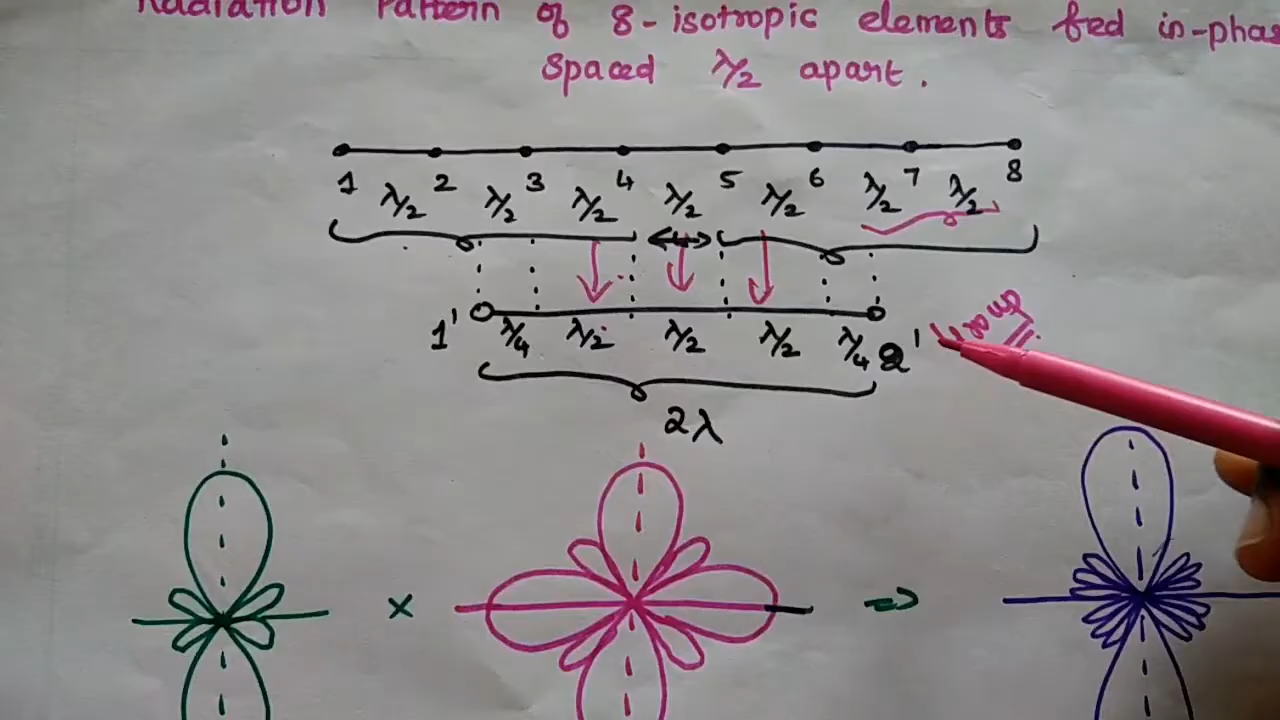 Radiation Pattern of 8-isotropic elements fed in-phas
spaced λ/2 apart.
1 2 3 4 5 6 7 8
λ/2 λ/2 λ/2 λ/2 λ/2 λ/2 λ/2
1' λ/4 λ/2 λ/2 λ/2 λ/4 2'
2λ
x =>